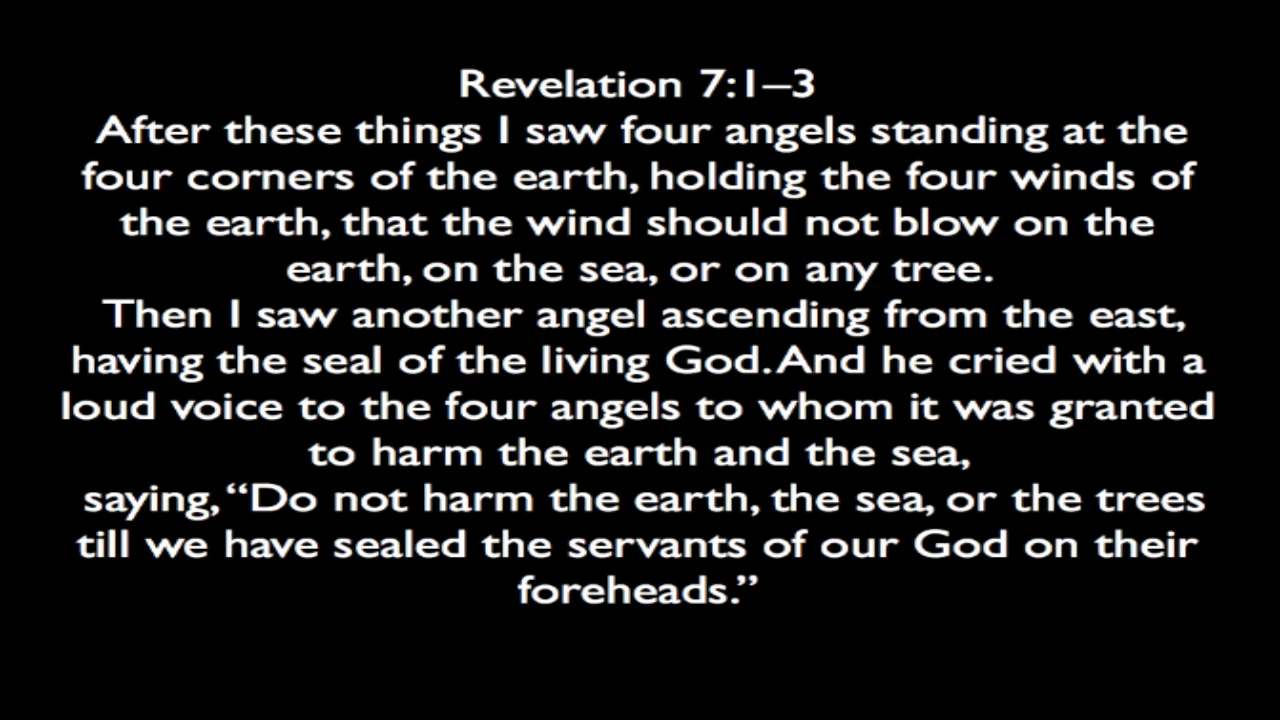 Revelation 7:1–3
After these things I saw four angels standing at the
four corners of the earth, holding the four winds of
the earth, that the wind should not blow on the
earth, on the sea, or on any tree.
Then I saw another angel ascending from the east,
having the seal of the living God. And he cried with a
loud voice to the four angels to whom it was granted
to harm the earth and the sea,
saying, “Do not harm the earth, the sea, or the trees
till we have sealed the servants of our God on their
foreheads.”